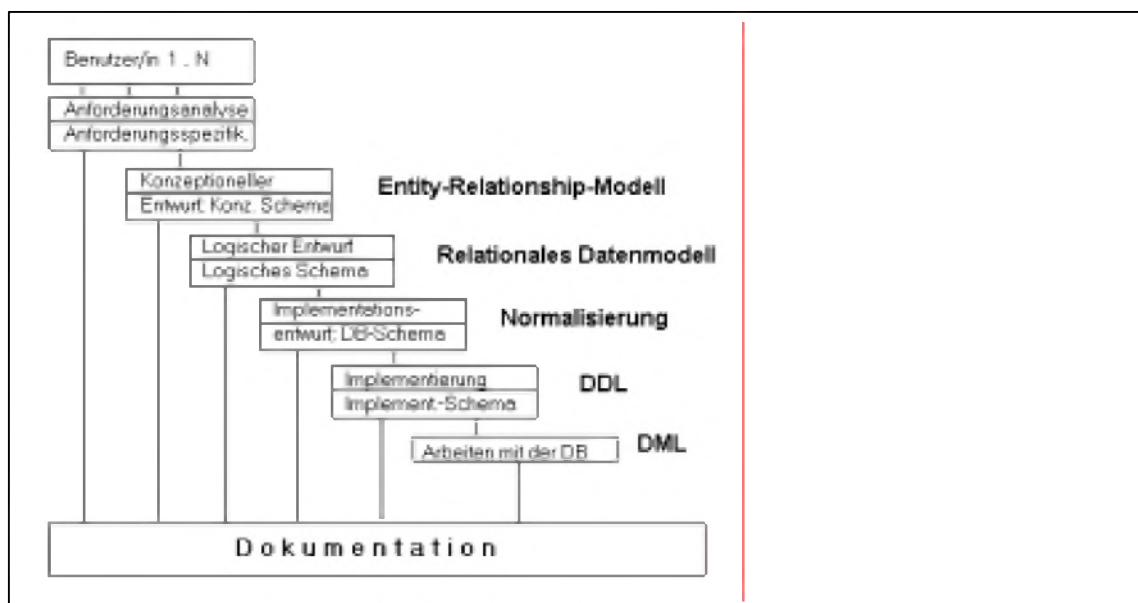 Benutzer/in 1 .. N
Anforderungsanalyse
Anforderungsspezifik.
Konzeptioneller
Entwurf; Konz. Schema
Entity-Relationship-Modell
Logischer Entwurf
Logisches Schema
Relationales Datenmodell
Implementations-
entwurf; DB-Schema
Normalisierung
Implementierung
Implement.-Schema
DDL
Arbeiten mit der DB
DML
Dokumentation